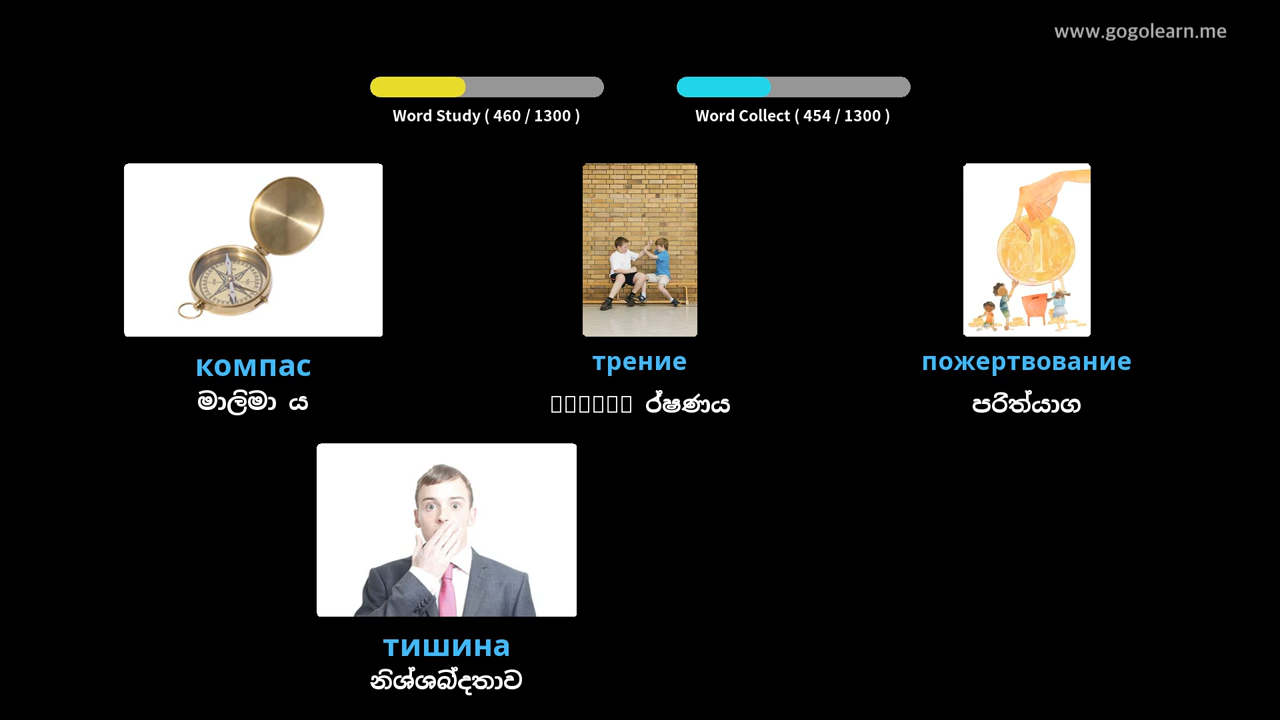 www.gogolearn.me
Word Study ( 460 / 1300 )
Word Collect ( 454 / 1300 )
компас
මාලිමා ය
трение
ර්ෂණය
пожертвование
පරිත්යාග
тишина
නිශ්ශබ්දතාව